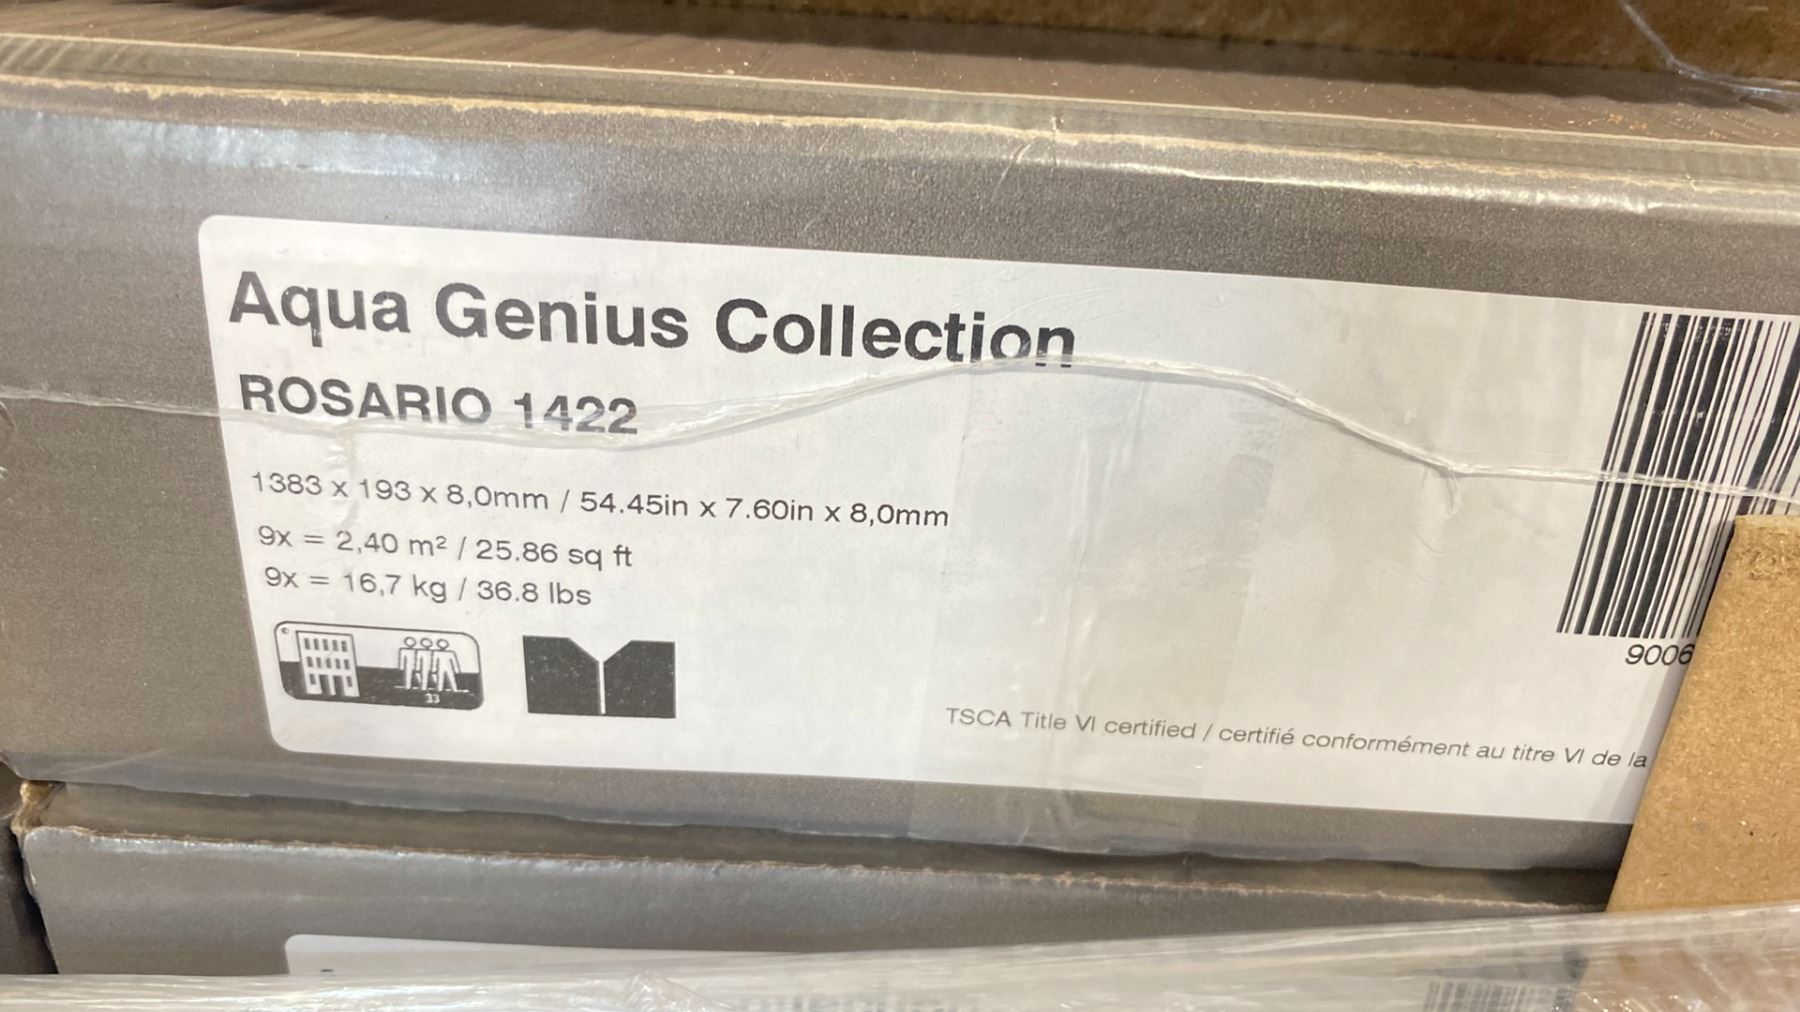 Aqua Genius Collection
ROSARIO 1422
1383 x 193 x 8,0mm / 54.45in x 7.60in x 8,0mm
9x = 2,40 m² / 25.86 sq ft
9x = 16,7 kg / 36.8 lbs
33
9006
TSCA Title VI certified / certifié conformément au titre VI de la